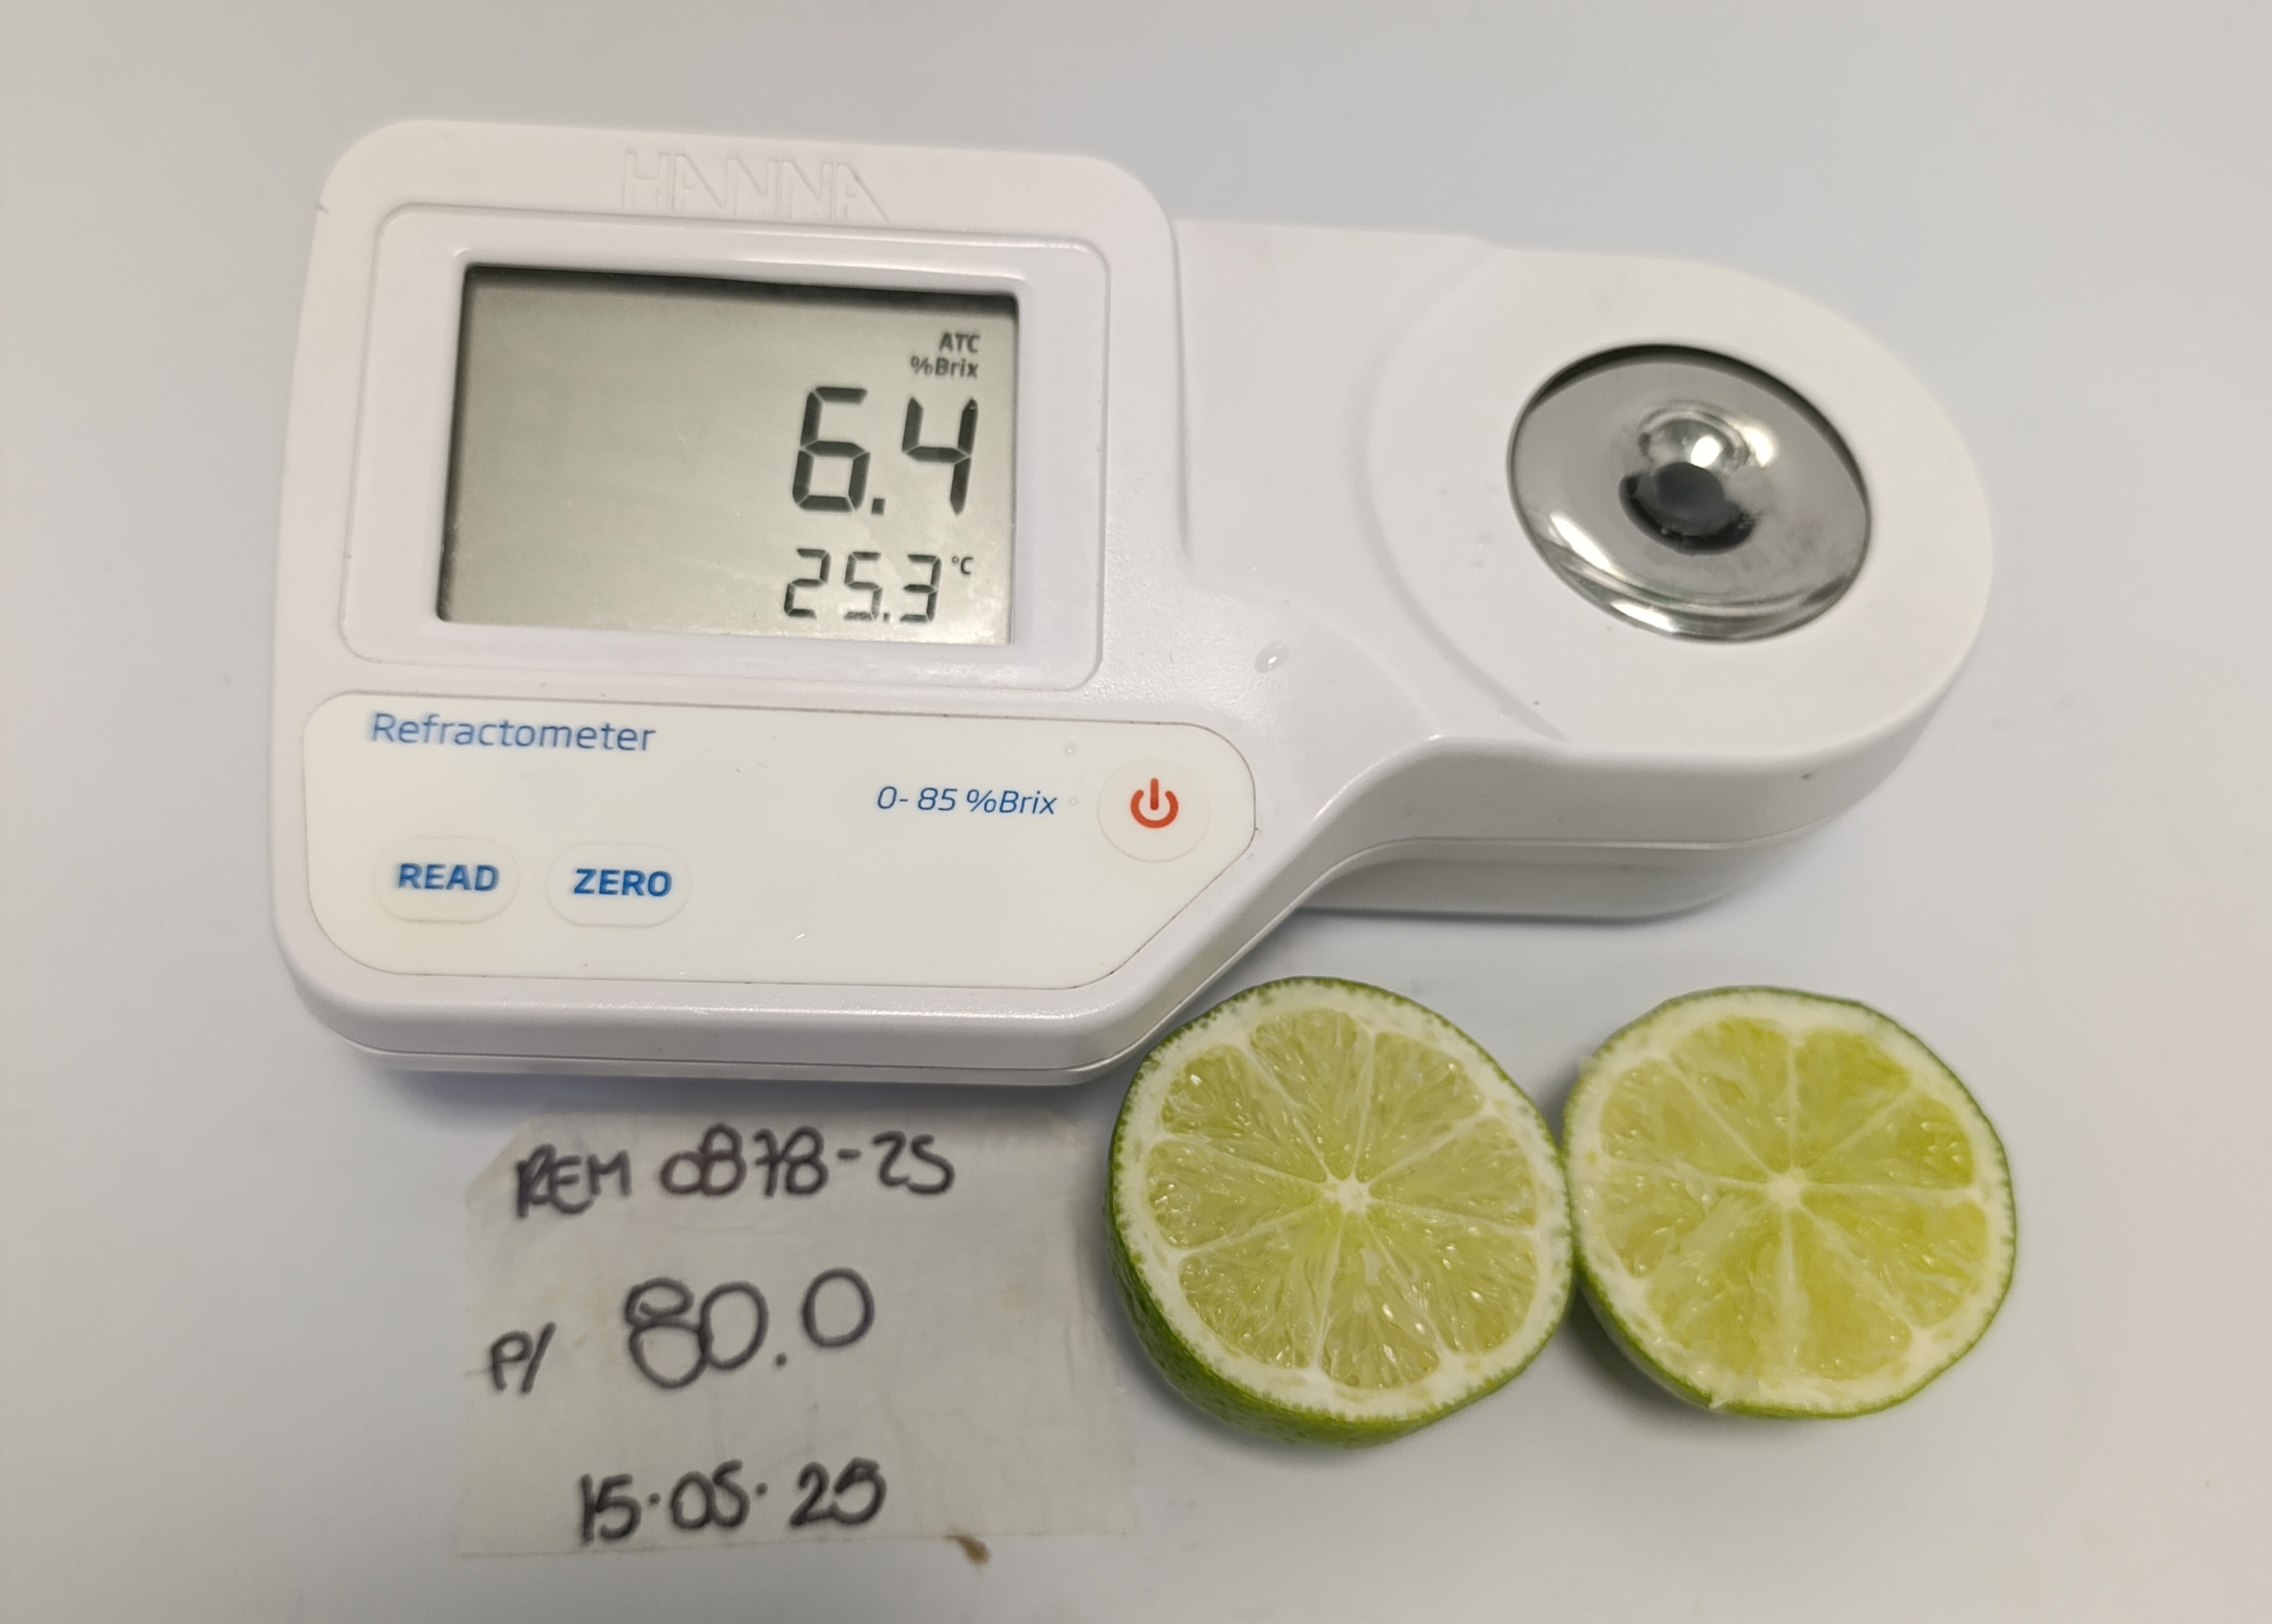 HANNA
ATC
%Brix
6.4
25.3 °C
Refractometer
0-85 %Brix
READ ZERO
REM 0878-25
P/ 80.0
15.05.25